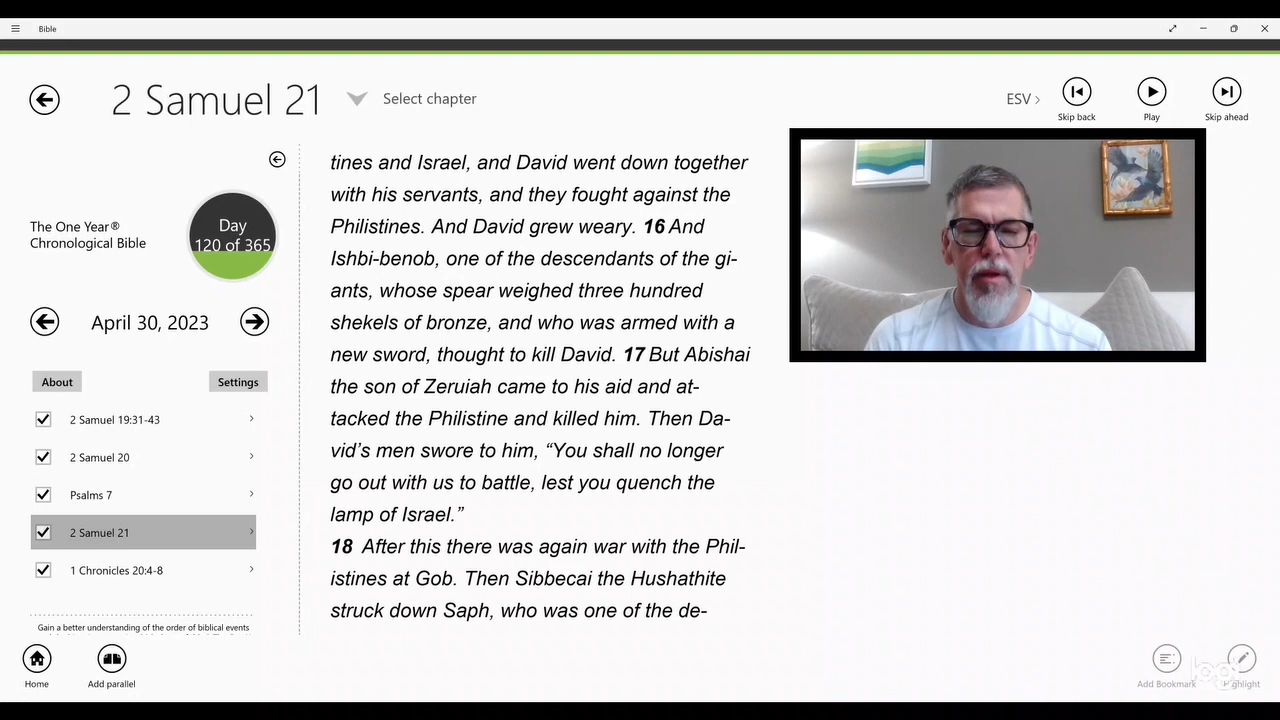 Bible
2 Samuel 21
Select chapter
ESV
Skip back
Play
Skip ahead
The One Year®
Chronological Bible
Day
120 of 365
April 30, 2023
About
Settings
2 Samuel 19:31-43
2 Samuel 20
Psalms 7
2 Samuel 21
1 Chronicles 20:4-8
Gain a better understanding of the order of biblical events
tines and Israel, and David went down together
with his servants, and they fought against the
Philistines. And David grew weary. 16 And
Ishbi-benob, one of the descendants of the gi-
ants, whose spear weighed three hundred
shekels of bronze, and who was armed with a
new sword, thought to kill David. 17 But Abishai
the son of Zeruiah came to his aid and at-
tacked the Philistine and killed him. Then Da-
vid’s men swore to him, “You shall no longer
go out with us to battle, lest you quench the
lamp of Israel.”
18 After this there was again war with the Phil-
istines at Gob. Then Sibbecai the Hushathite
struck down Saph, who was one of the de-
Home
Add parallel
Add Bookmark
Highlight
logi